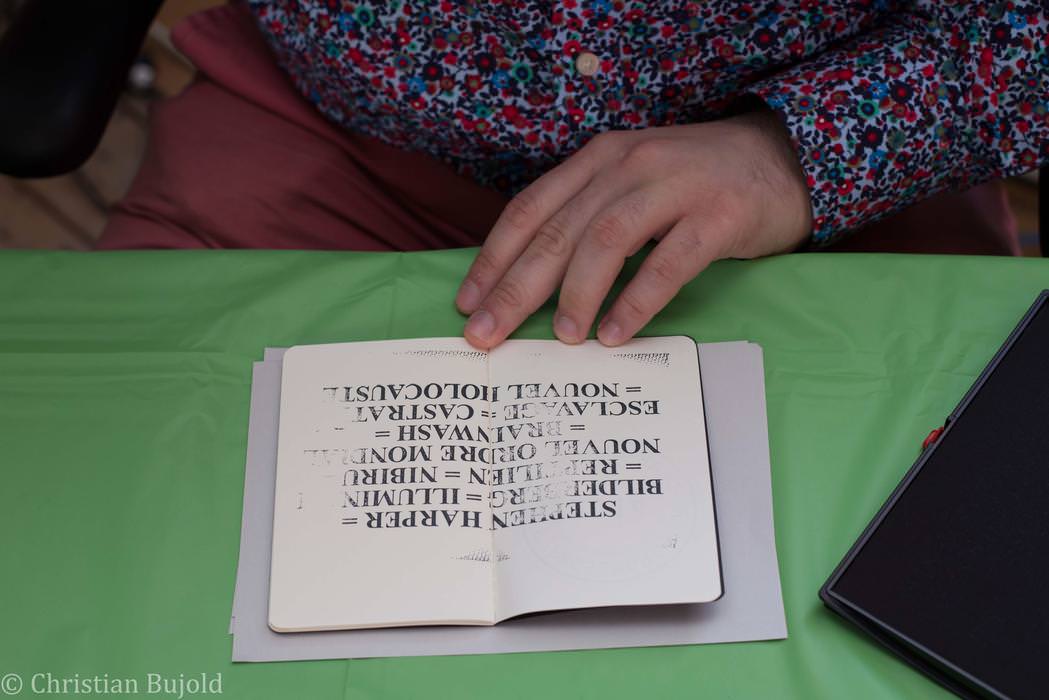 STEPHEN HARPER =
BILDERBERG = ILLUMIN
= REPTILIEN = NIBIRU
NOUVEL ORDRE MONDIAL
= BRAINWASH =
ESCLAVAGE = CASTRAT
= NOUVEL HOLOCAUSTE
© Christian Bujold